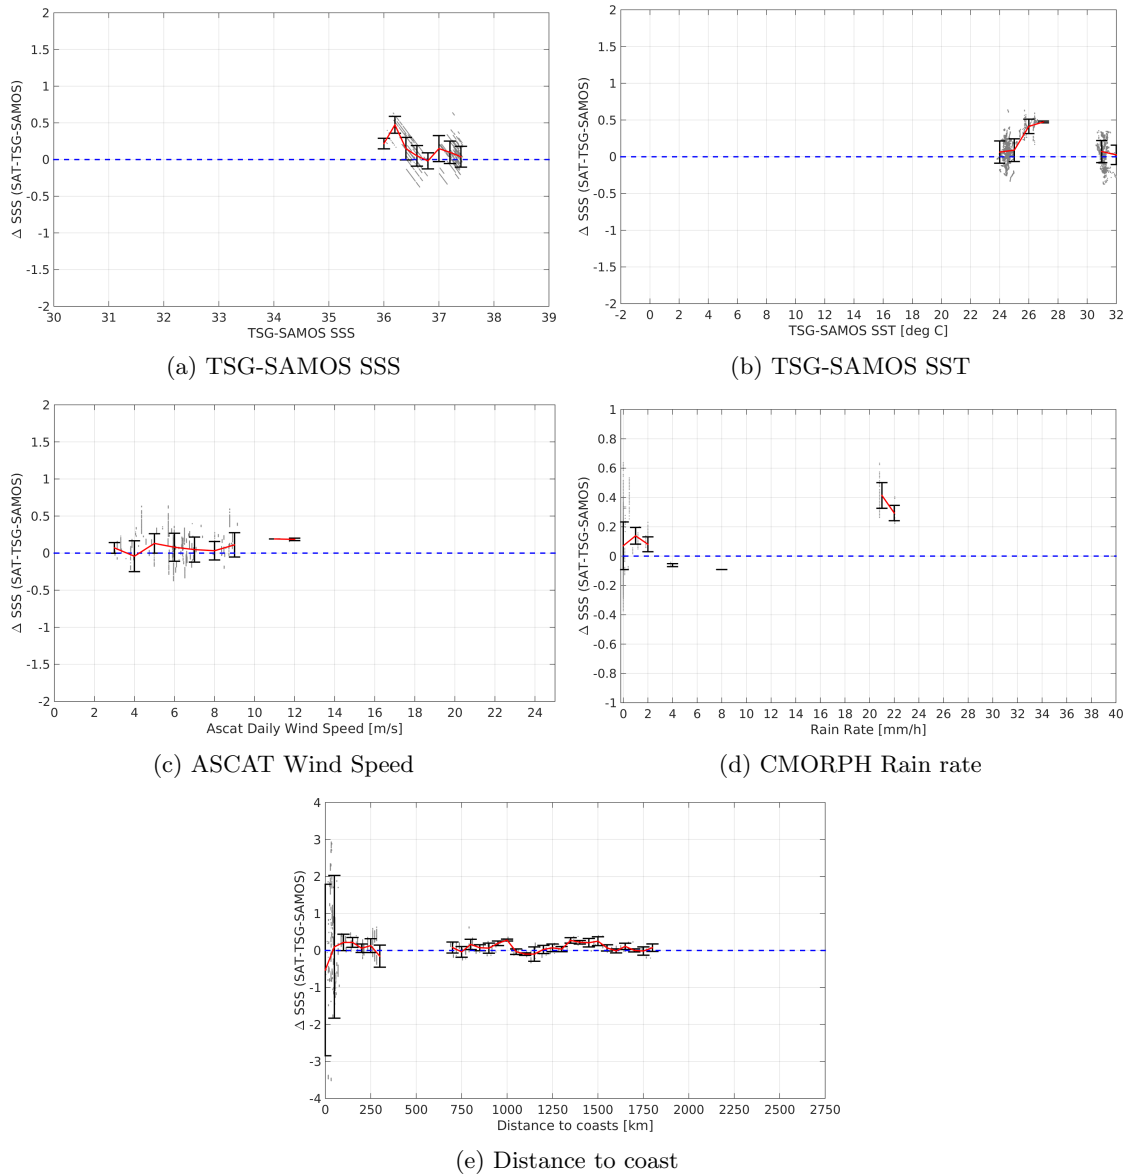 2
1.5
1
0.5
0
-0.5
-1
-1.5
-2
Δ SSS (SAT-TSG-SAMOS)
30 31 32 33 34 35 36 37 38 39
TSG-SAMOS SSS
(a) TSG-SAMOS SSS
2
1.5
1
0.5
0
-0.5
-1
-1.5
-2
Δ SSS (SAT-TSG-SAMOS)
-2 0 2 4 6 8 10 12 14 16 18 20 22 24 26 28 30 32
TSG-SAMOS SST [deg C]
(b) TSG-SAMOS SST
2
1.5
1
0.5
0
-0.5
-1
-1.5
-2
Δ SSS (SAT-TSG-SAMOS)
0 2 4 6 8 10 12 14 16 18 20 22 24
Ascat Daily Wind Speed [m/s]
(c) ASCAT Wind Speed
1
0.8
0.6
0.4
0.2
0
-0.2
-0.4
-0.6
-0.8
-1
Δ SSS (SAT-TSG-SAMOS)
0 2 4 6 8 10 12 14 16 18 20 22 24 26 28 30 32 34 36 40
Rain Rate [mm/h]
(d) CMORPH Rain rate
4
3
2
1
0
-1
-2
-3
-4
Δ SSS (SAT-TSG-SAMOS)
0 250 500 750 1000 1250 1500 1750 2000 2250 2500 2750
Distance to coasts [km]
(e) Distance to coast